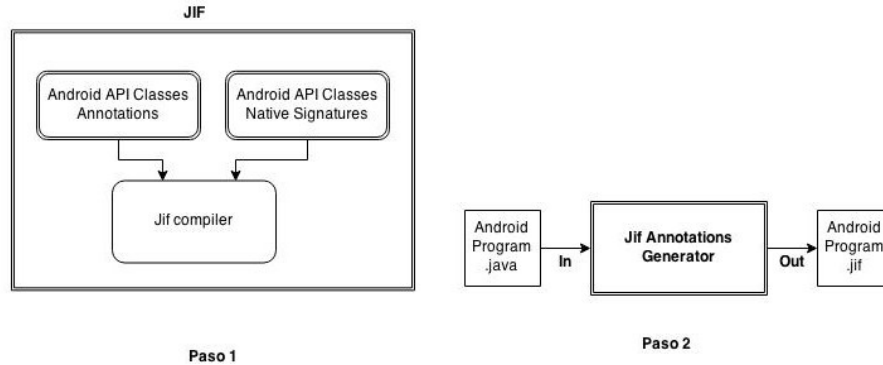 JIF
Android API Classes
Annotations
Android API Classes
Native Signatures
Jif compiler
Paso 1
Android
Program
.java
In
Jif Annotations
Generator
Out
Android
Program
.jif
Paso 2